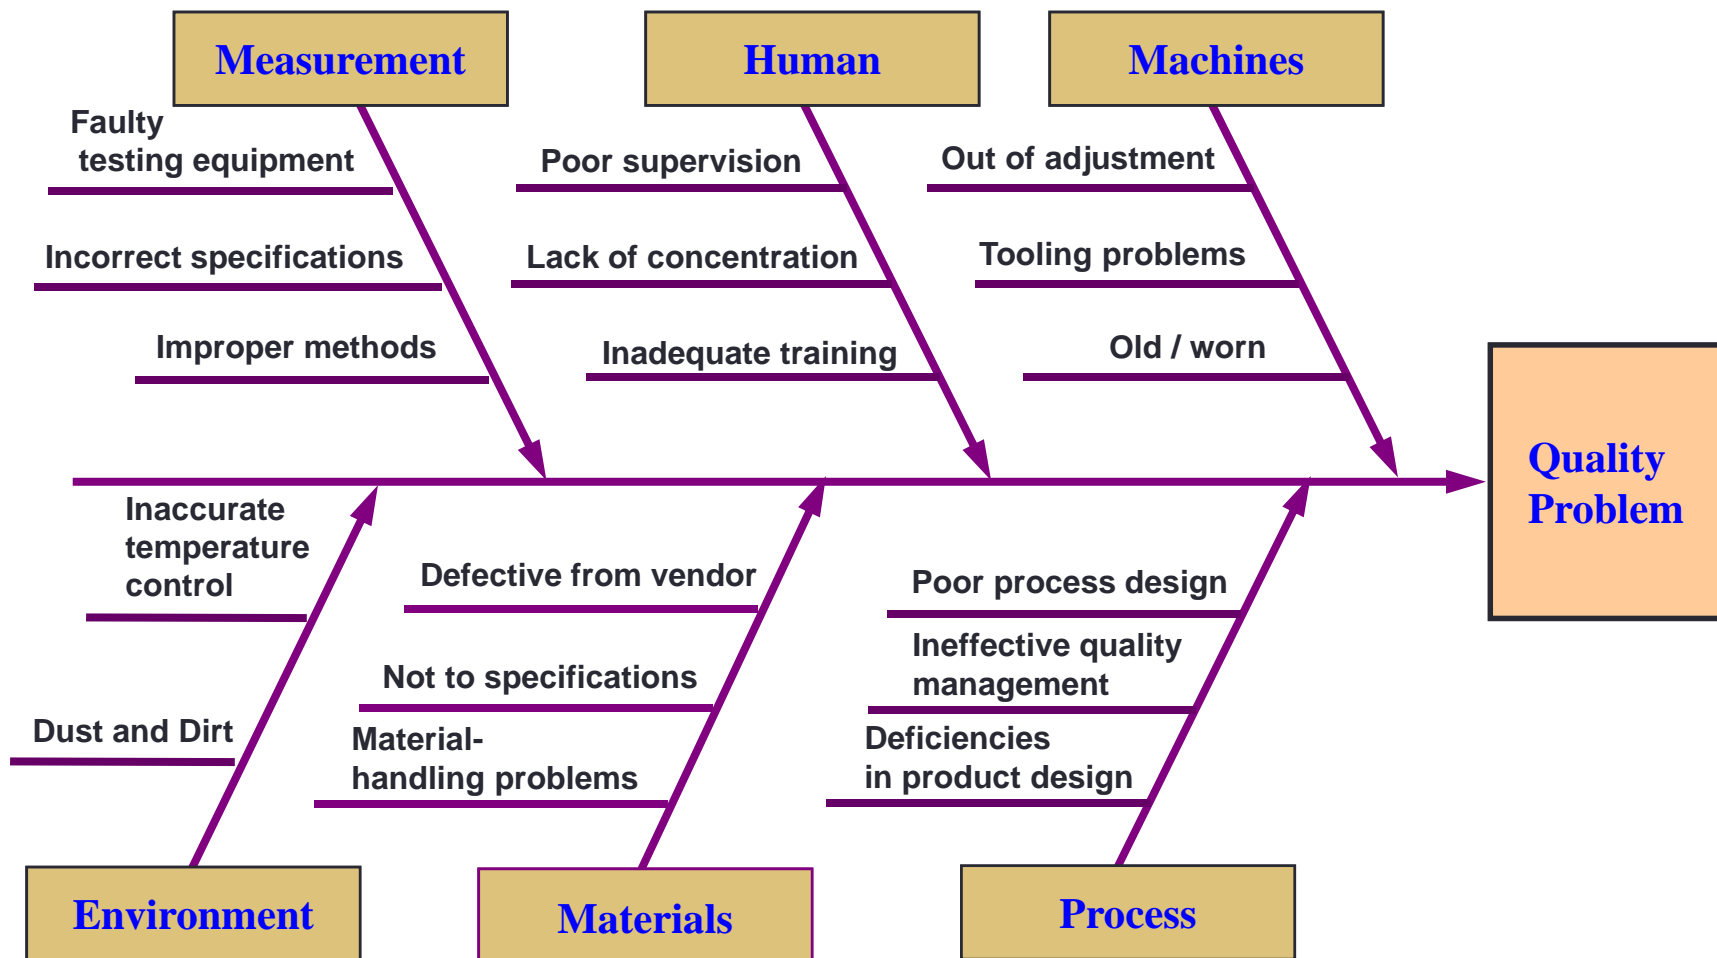 Measurement
Human
Machines
Faulty
testing equipment
Poor supervision
Out of adjustment
Incorrect specifications
Lack of concentration
Tooling problems
Improper methods
Inadequate training
Old / worn
Quality
Problem
Inaccurate
temperature
control
Defective from vendor
Poor process design
Not to specifications
Ineffective quality
management
Dust and Dirt
Material-
handling problems
Deficiencies
in product design
Environment
Materials
Process